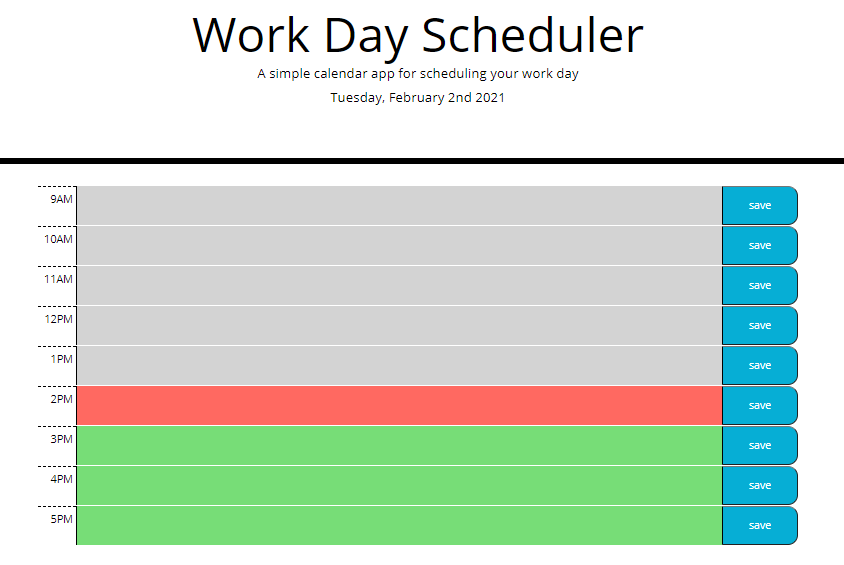 Work Day Scheduler
A simple calendar app for scheduling your work day
Tuesday, February 2nd 2021
9AM save
10AM save
11AM save
12PM save
1PM save
2PM save
3PM save
4PM save
5PM save